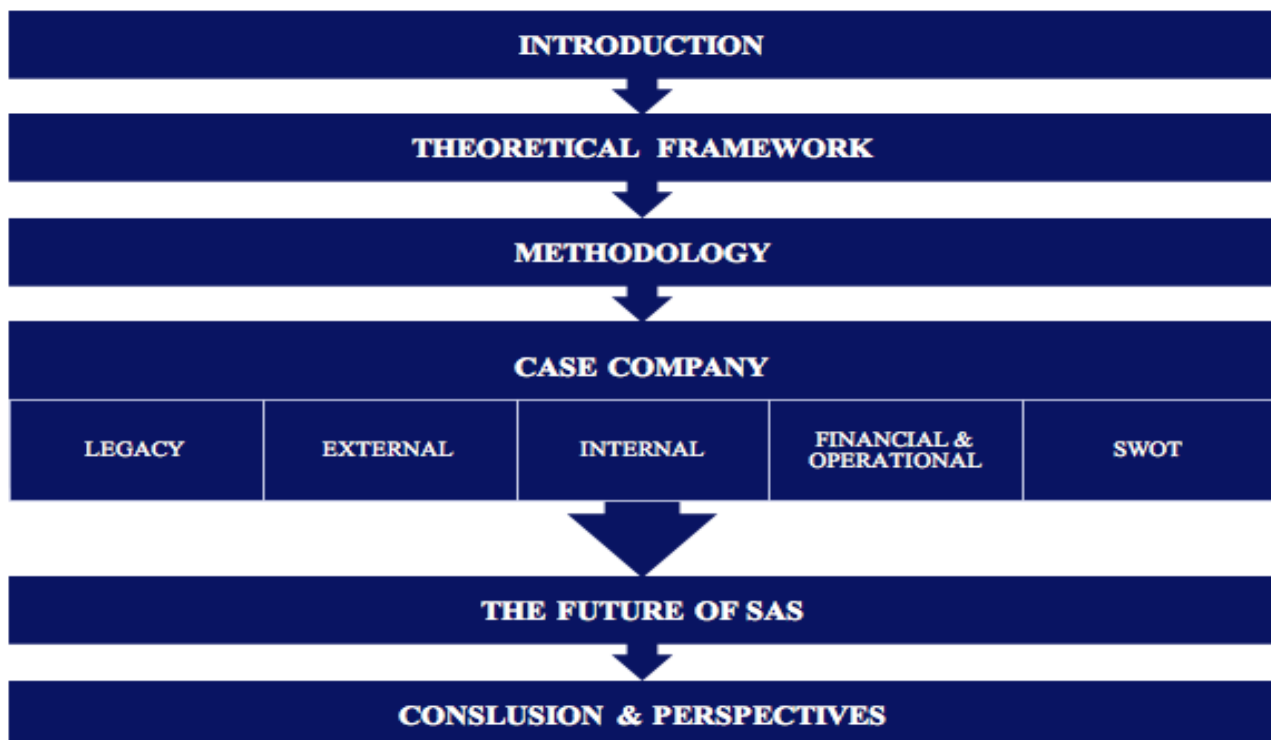 INTRODUCTION
THEORETICAL FRAMEWORK
METHODOLOGY
CASE COMPANY
LEGACY
EXTERNAL
INTERNAL
FINANCIAL &
OPERATIONAL
SWOT
THE FUTURE OF SAS
CONSLUSION & PERSPECTIVES